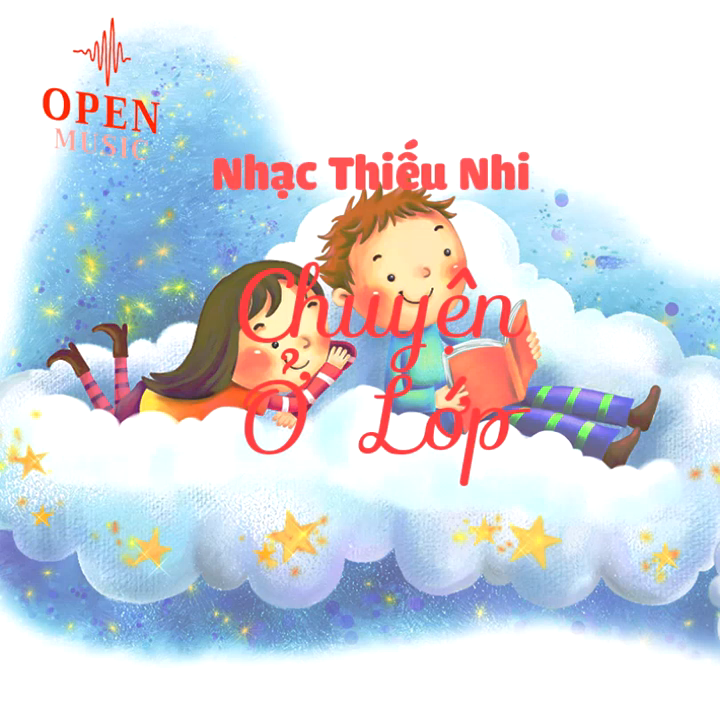 OPEN
MUSIC
Nhạc Thiếu Nhi
Chuyện
Ở Lớp